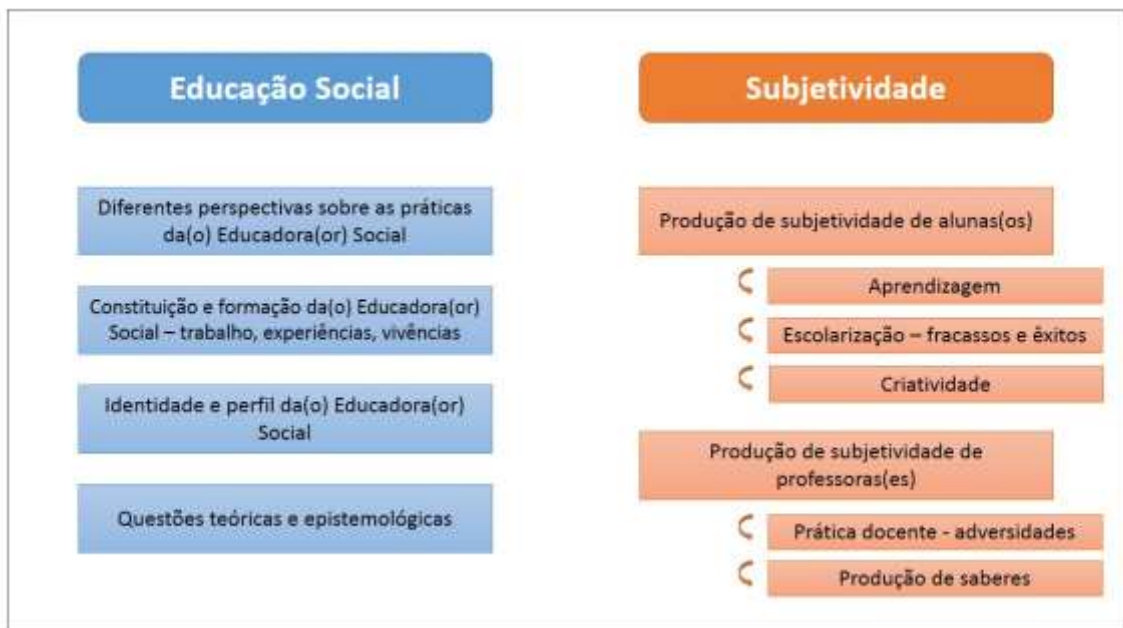 Educação Social
Diferentes perspectivas sobre as práticas
da(o) Educadora(or) Social
Constituição e formação da(o) Educadora(or)
Social – trabalho, experiências, vivências
Identidade e perfil da(o) Educadora(or)
Social
Questões teóricas e epistemológicas
Subjetividade
Produção de subjetividade de alunas(os)
Aprendizagem
Escolarização – fracassos e êxitos
Criatividade
Produção de subjetividade de
professoras(es)
Prática docente - adversidades
Produção de saberes